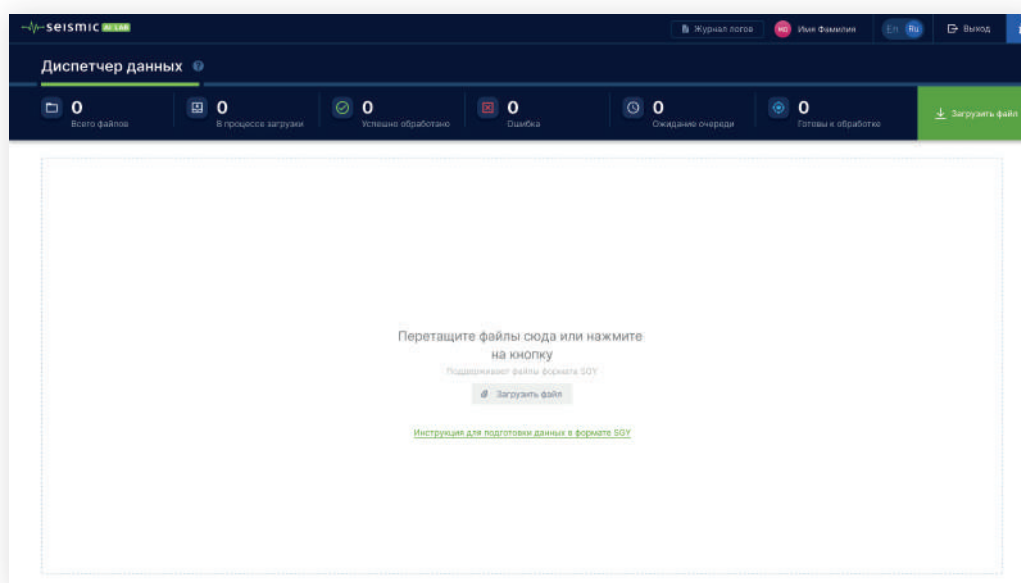 seismic AI LAB
Журнал логов
МО
Имя Фамилия
En
Ru
Выход
Диспетчер данных ?
0
Всего файлов
0
В процессе загрузки
0
Успешно обработано
0
Ошибка
0
Ожидание очереди
0
Готовы к обработке
Загрузить файл
Перетащите файлы сюда или нажмите
на кнопку
Поддерживают файлы формата SGY
Загрузить файл
Инструкция для подготовки данных в формате SGY